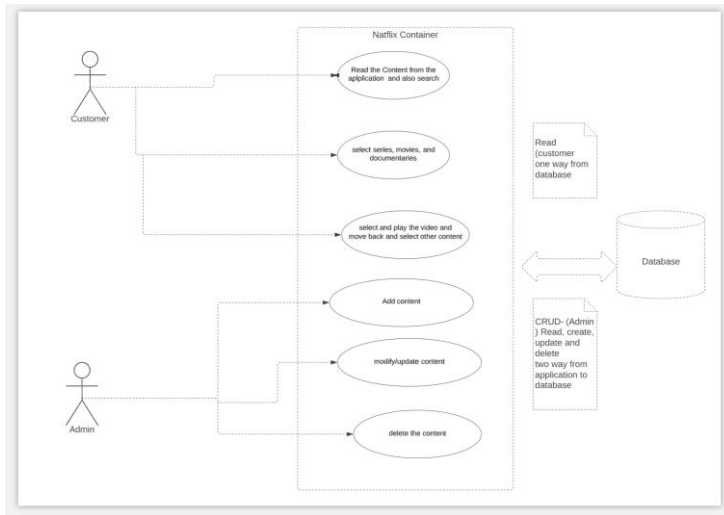 Natflix Container
Read the Content from the
aplplication and also search
Customer
select series, movies, and
documentaries
Read
(customer
one way from
database
select and play the video and
move back and select other content
Database
Add content
CRUD- (Admin
) Read, create,
update and
delete
two way from
application to
database
modify/update content
Admin
delete the content